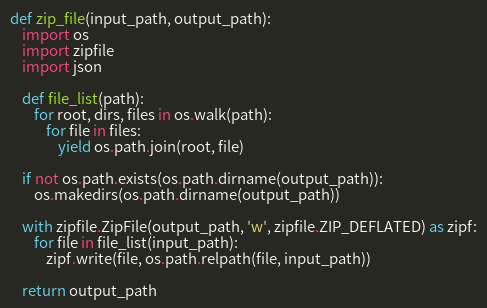 def zip_file(input_path, output_path):
    import os
    import zipfile
    import json

    def file_list(path):
        for root, dirs, files in os.walk(path):
            for file in files:
                yield os.path.join(root, file)

    if not os.path.exists(os.path.dirname(output_path)):
        os.makedirs(os.path.dirname(output_path))

    with zipfile.ZipFile(output_path, 'w', zipfile.ZIP_DEFLATED) as zipf:
        for file in file_list(input_path):
            zipf.write(file, os.path.relpath(file, input_path))

    return output_path